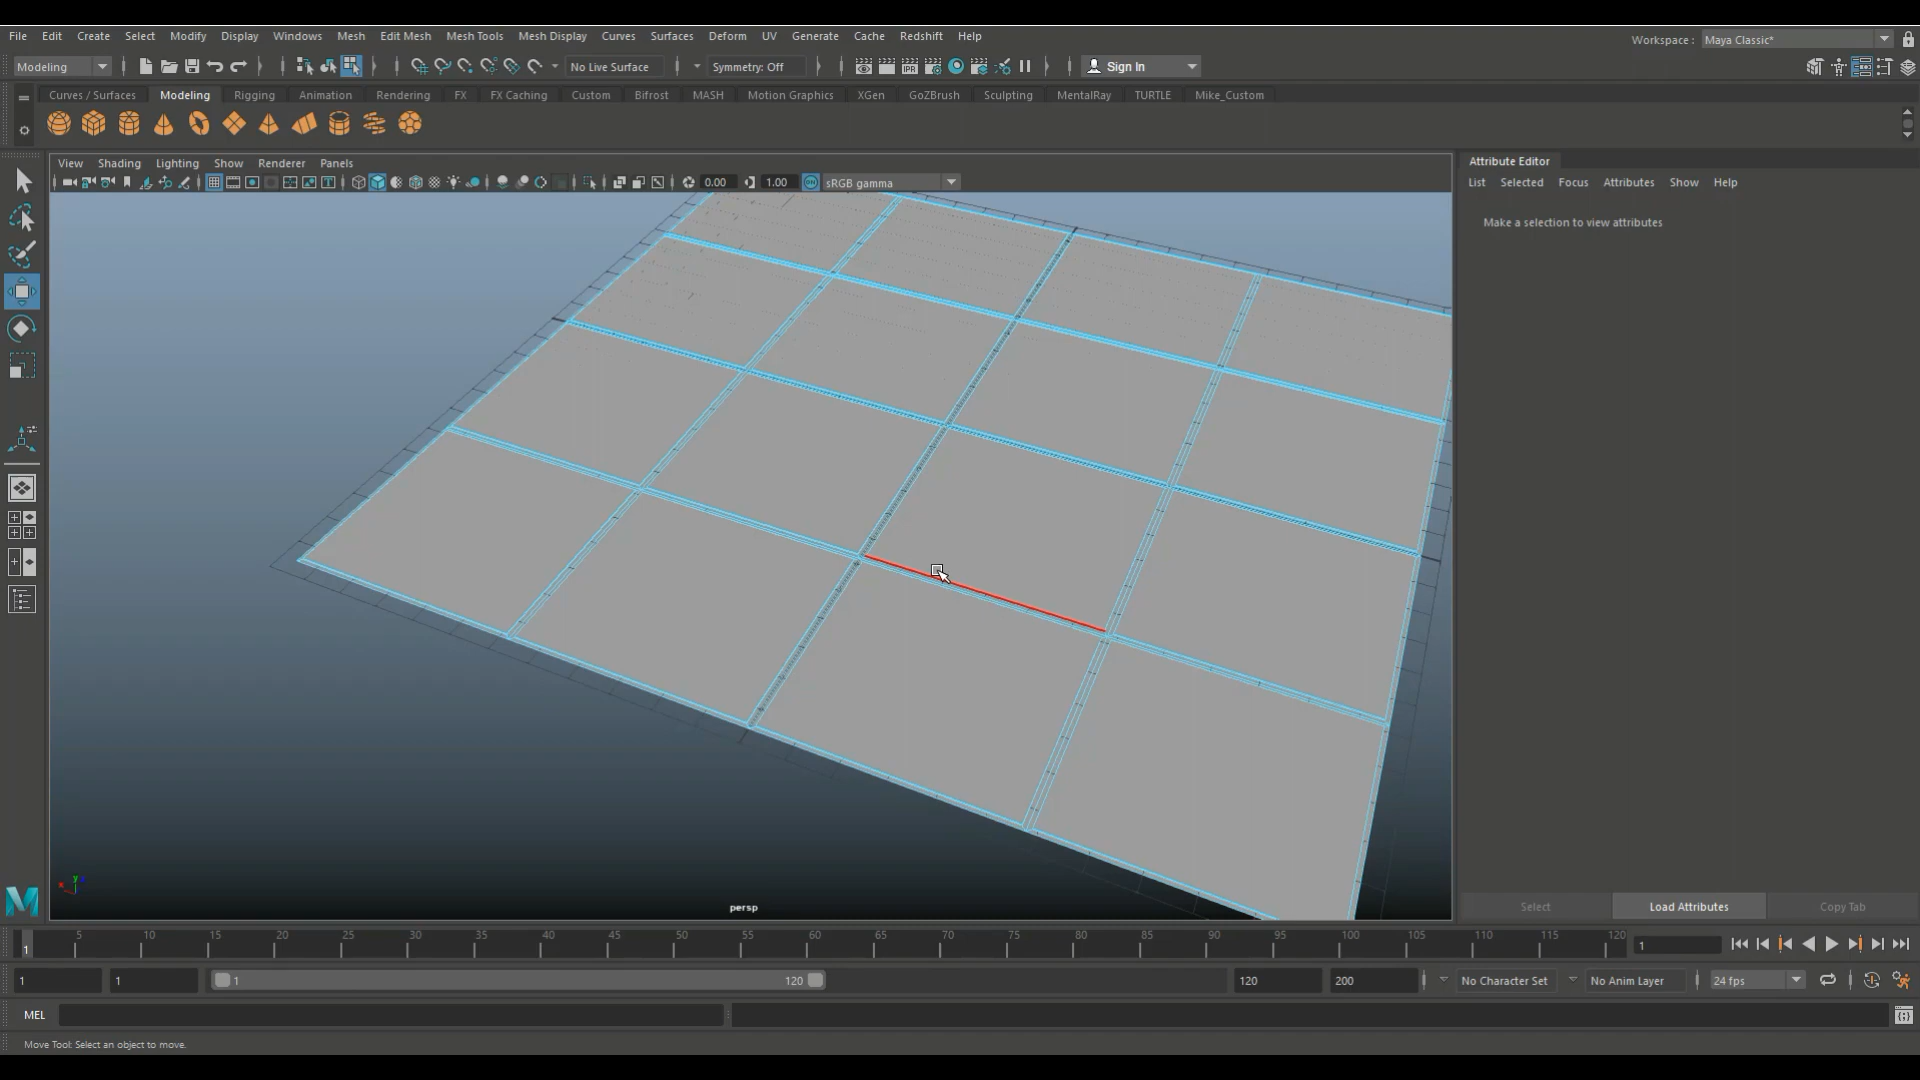 File Edit Create Select Modify Display Windows Mesh Edit Mesh Mesh Tools Mesh Display Curves Surfaces Deform UV Generate Cache Redshift Help
Workspace : Maya Classic*
Modeling No Live Surface Symmetry: Off IPR Sign In
Curves / Surfaces Modeling Rigging Animation Rendering FX FX Caching Custom Bifrost MASH Motion Graphics XGen GoZBrush Sculpting MentalRay TURTLE Mike_Custom
View Shading Lighting Show Renderer Panels
0.00 1.00 sRGB gamma
Attribute Editor
List Selected Focus Attributes Show Help
Make a selection to view attributes
y
x
persp
Select Load Attributes Copy Tab
1 5 10 15 20 25 30 35 40 45 50 55 60 65 70 75 80 85 90 95 100 105 110 115 120 1
1 1 1 120 120 200 No Character Set No Anim Layer 24 fps
MEL
Move Tool: Select an object to move.